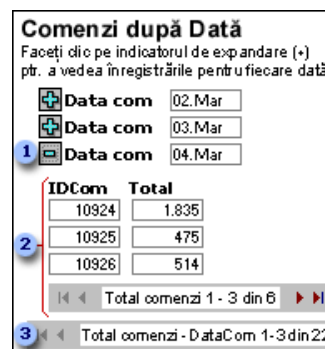 Comenzi după Dată
Faceți clic pe indicatorul de expandare (+)
ptr. a vedea înregistrările pentru fiecare dată
Data com 02.Mar
Data com 03.Mar
1 Data com 04.Mar
IDCom Total
10924 1.835
10925 475
2
10926 514
Total comenzi 1 - 3 din 6
3 Total comenzi - DataCom 1-3 din 22